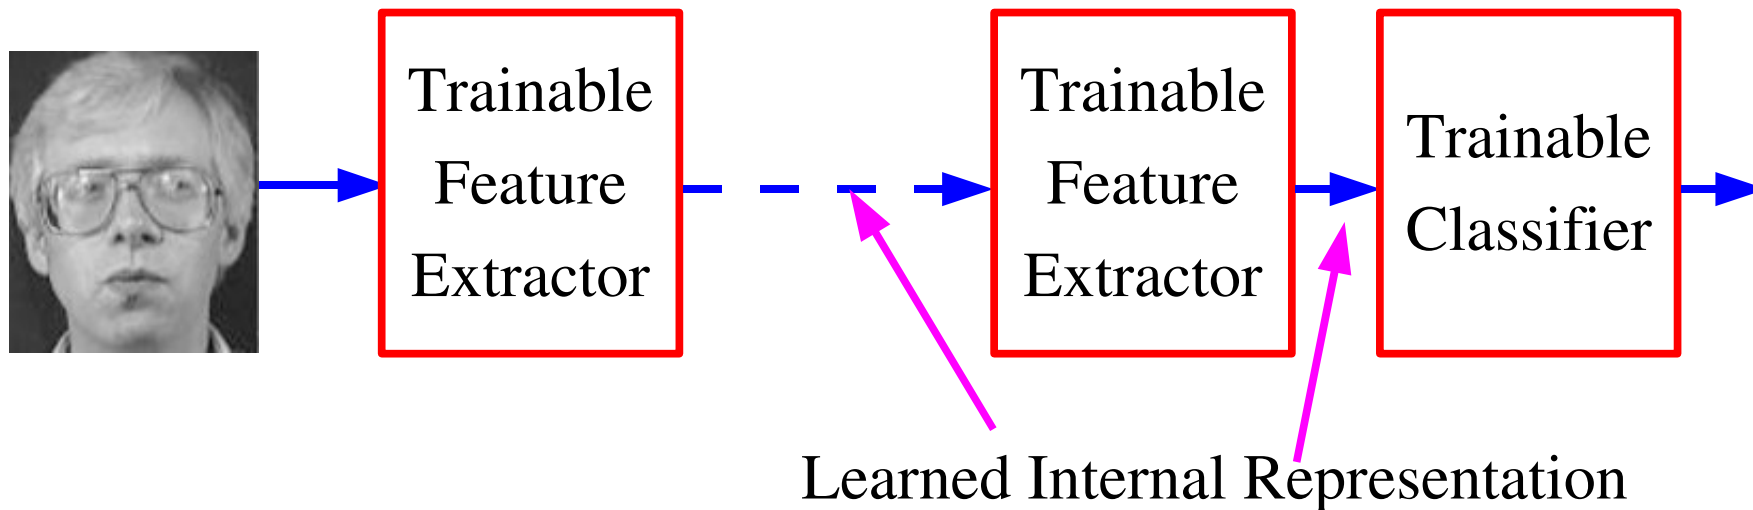 Trainable
Feature
Extractor
Trainable
Feature
Extractor
Trainable
Classifier
Learned Internal Representation